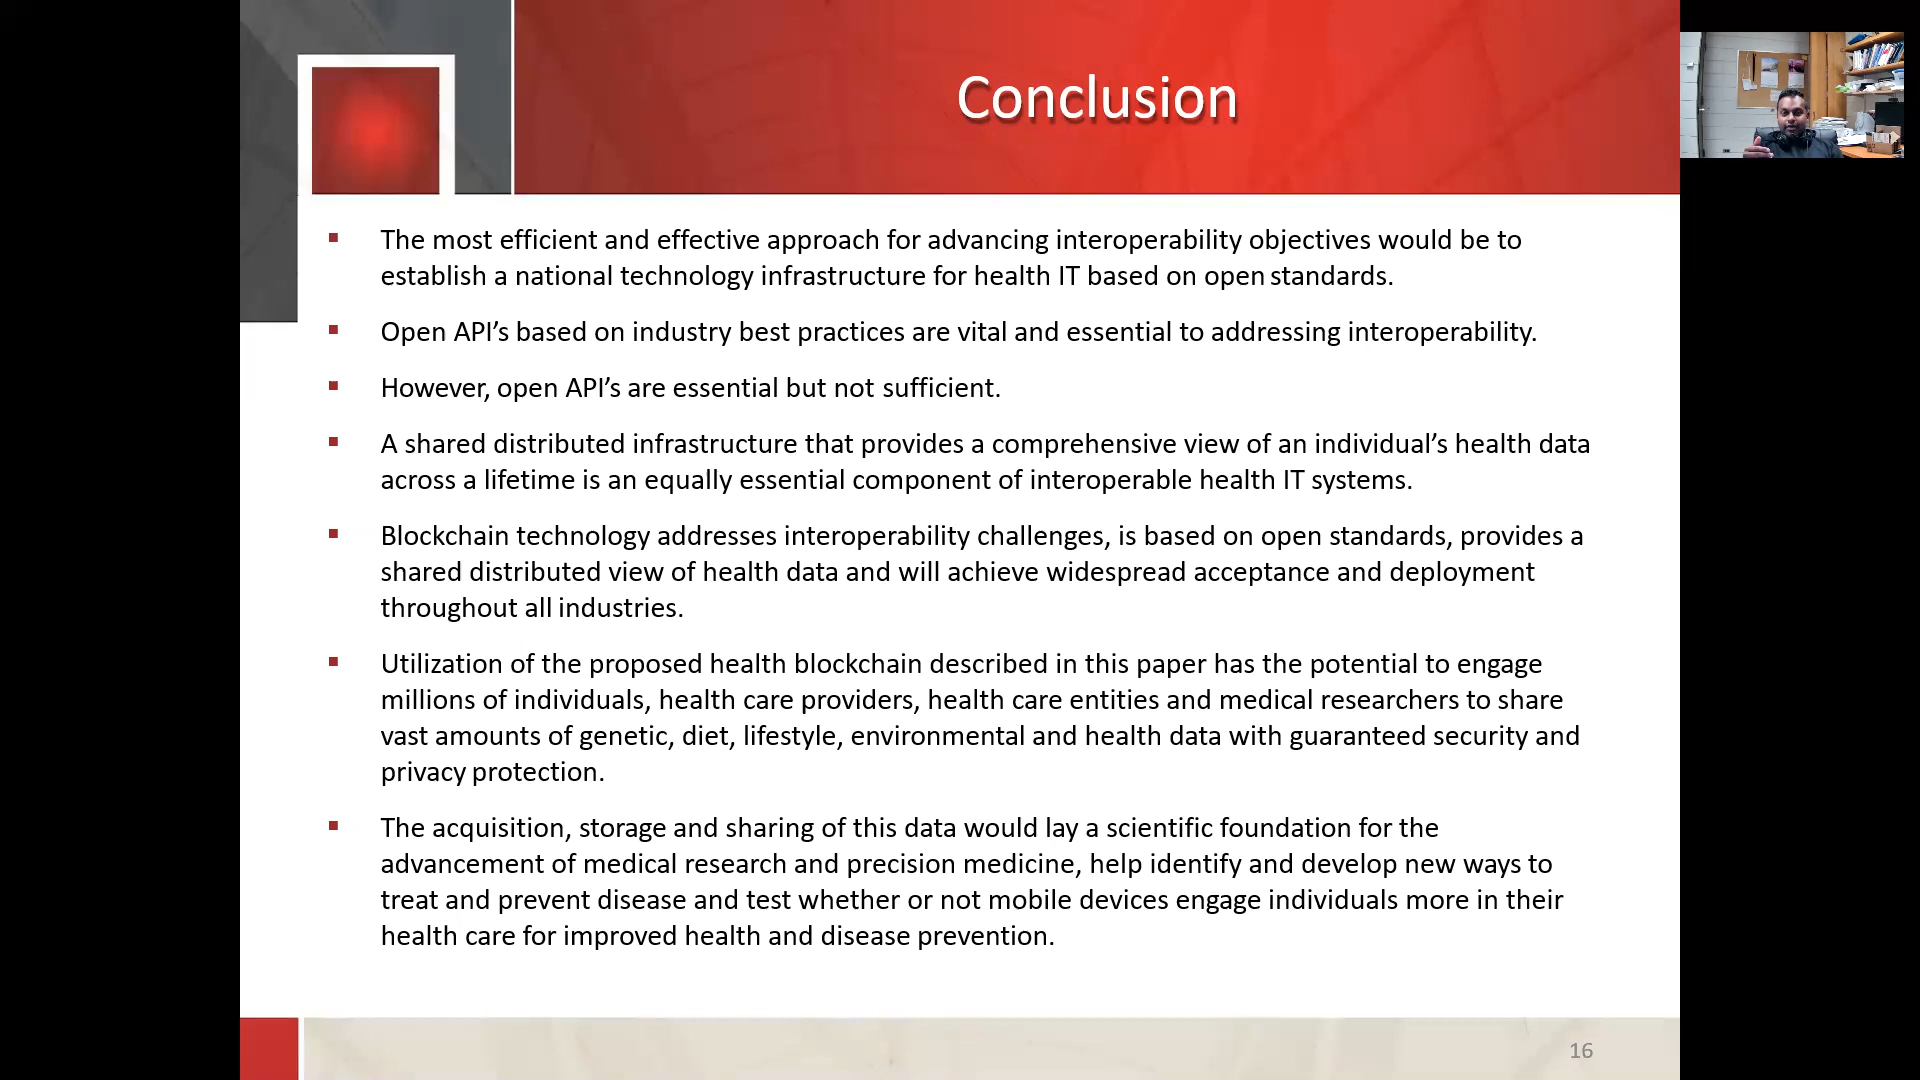 Conclusion
The most efficient and effective approach for advancing interoperability objectives would be to
establish a national technology infrastructure for health IT based on open standards.
Open API’s based on industry best practices are vital and essential to addressing interoperability.
However, open API’s are essential but not sufficient.
A shared distributed infrastructure that provides a comprehensive view of an individual’s health data
across a lifetime is an equally essential component of interoperable health IT systems.
Blockchain technology addresses interoperability challenges, is based on open standards, provides a
shared distributed view of health data and will achieve widespread acceptance and deployment
throughout all industries.
Utilization of the proposed health blockchain described in this paper has the potential to engage
millions of individuals, health care providers, health care entities and medical researchers to share
vast amounts of genetic, diet, lifestyle, environmental and health data with guaranteed security and
privacy protection.
The acquisition, storage and sharing of this data would lay a scientific foundation for the
advancement of medical research and precision medicine, help identify and develop new ways to
treat and prevent disease and test whether or not mobile devices engage individuals more in their
health care for improved health and disease prevention.
16